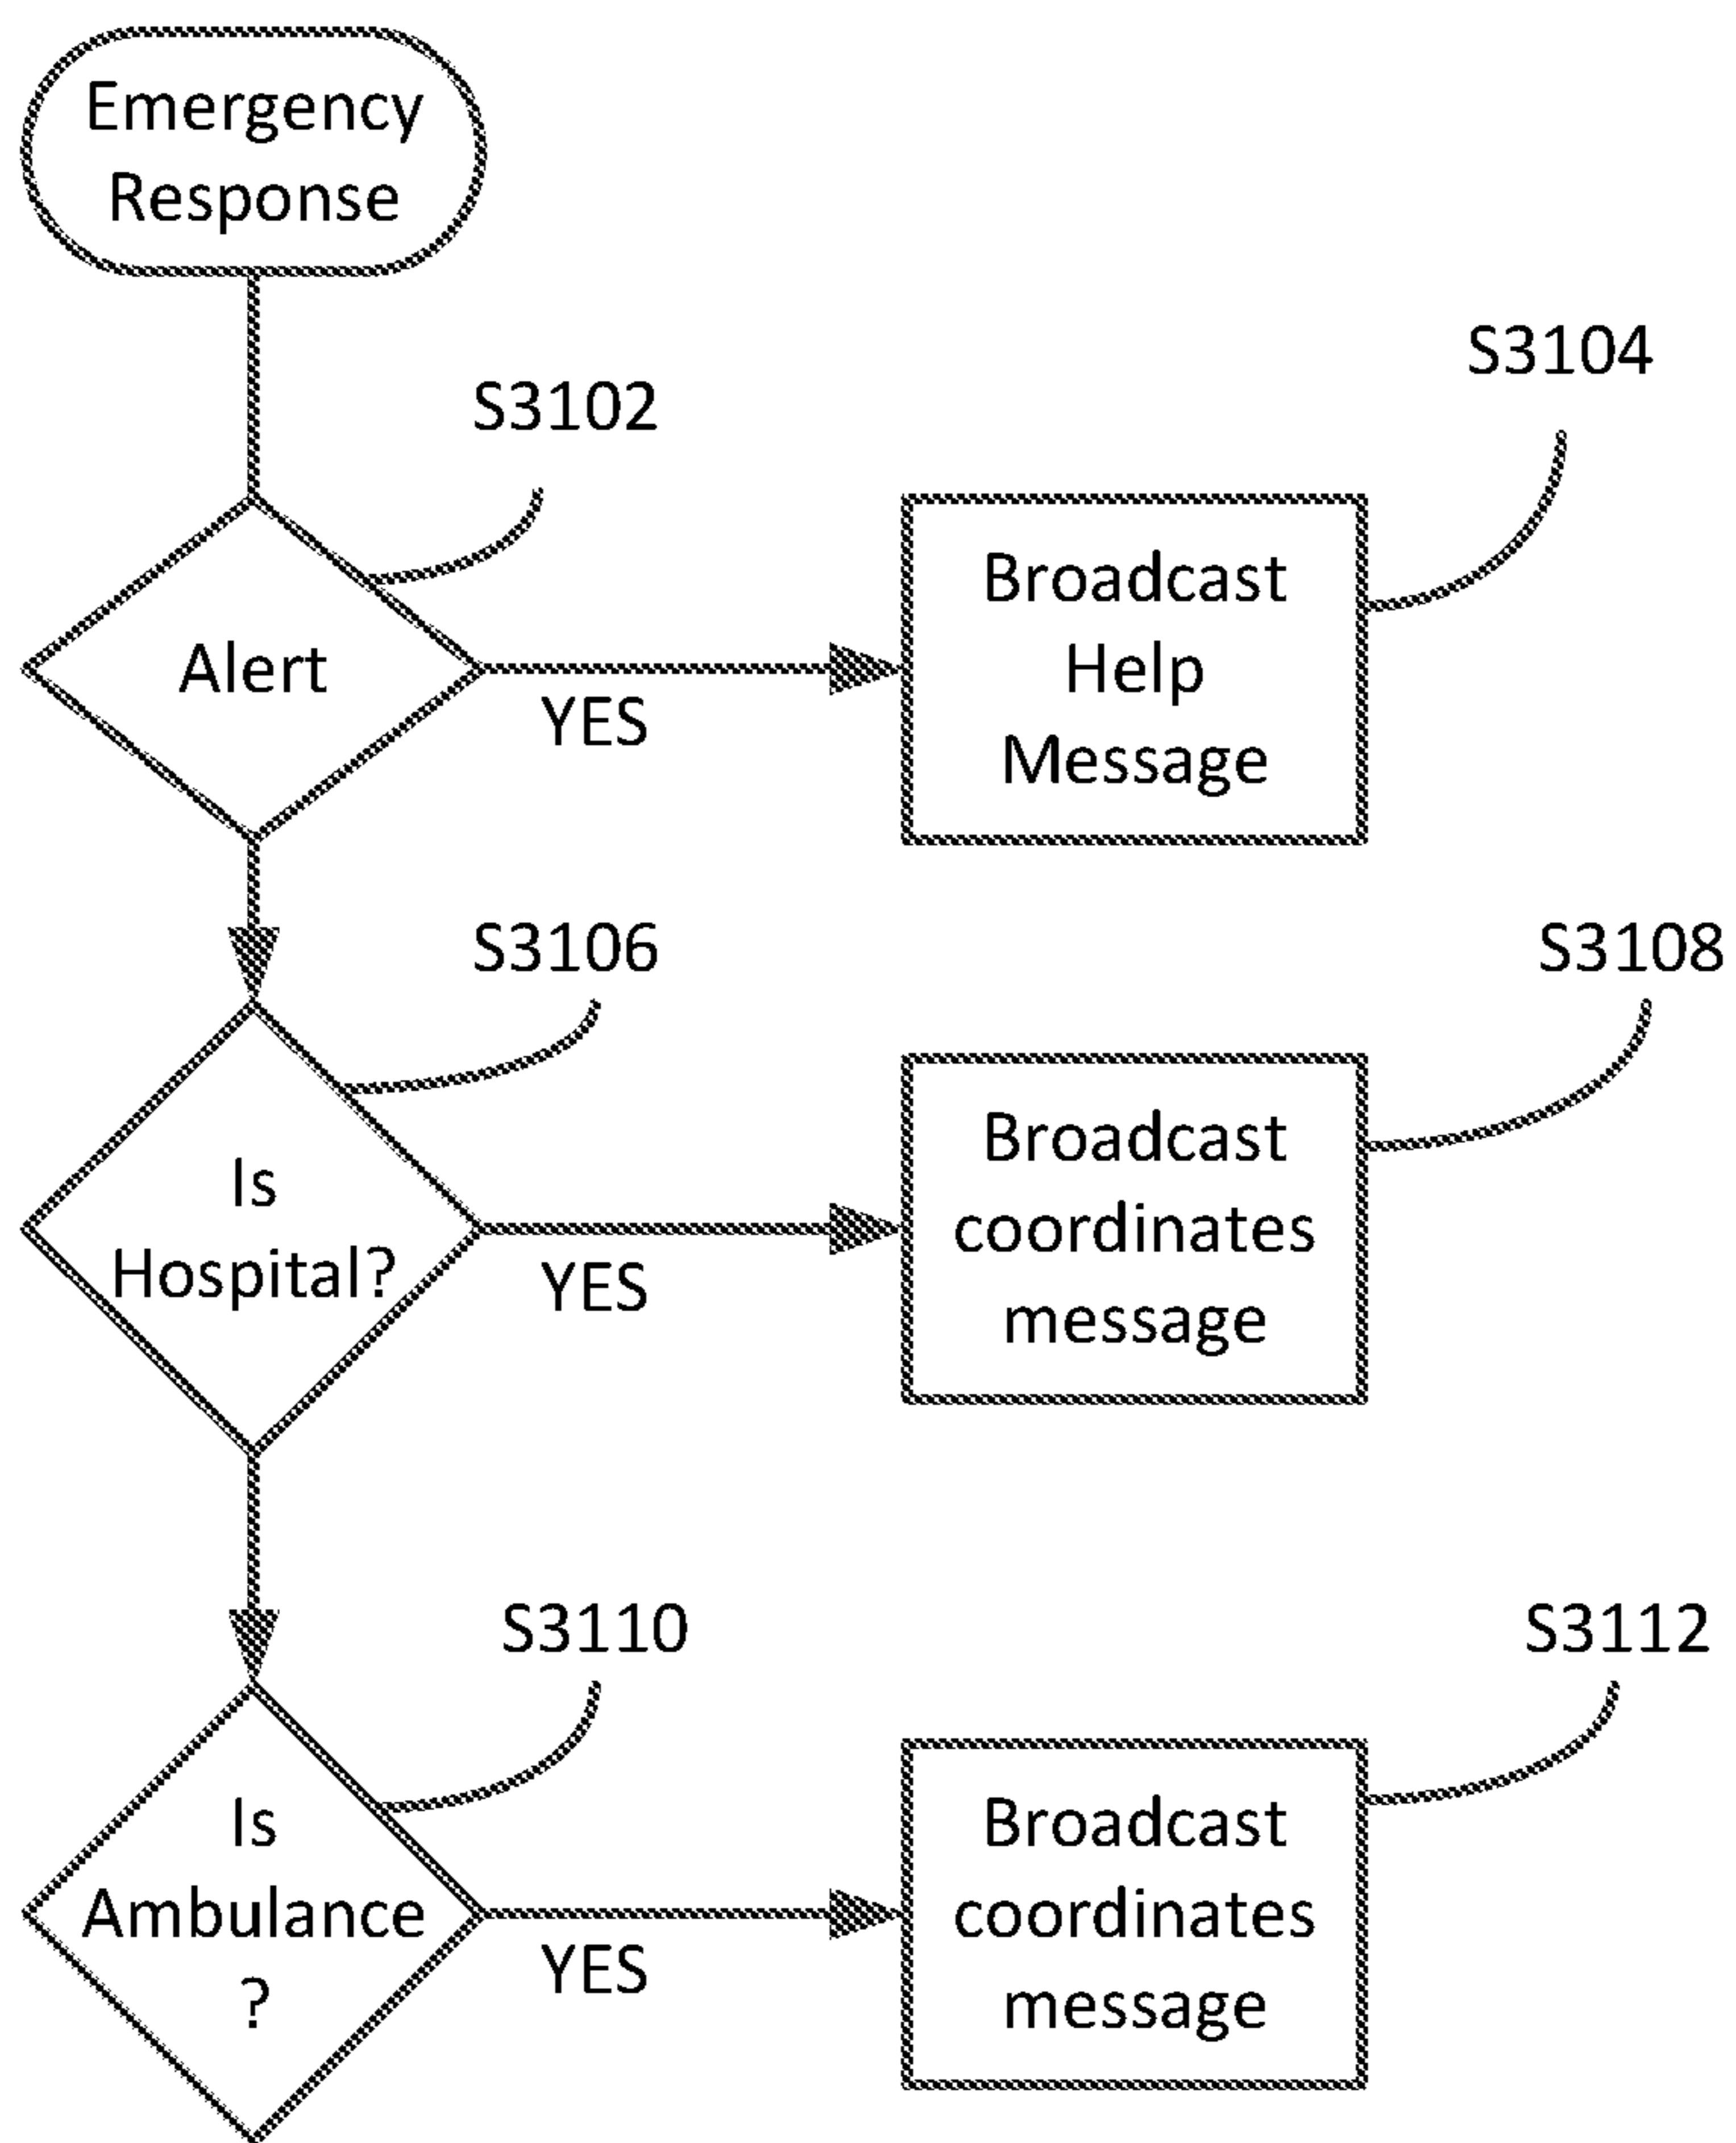 Emergency
Response
S3102
S3104
Alert
YES
Broadcast
Help
Message
S3106
S3108
Is
Hospital?
YES
Broadcast
coordinates
message
S3110
S3112
Is
Ambulance
?
YES
Broadcast
coordinates
message